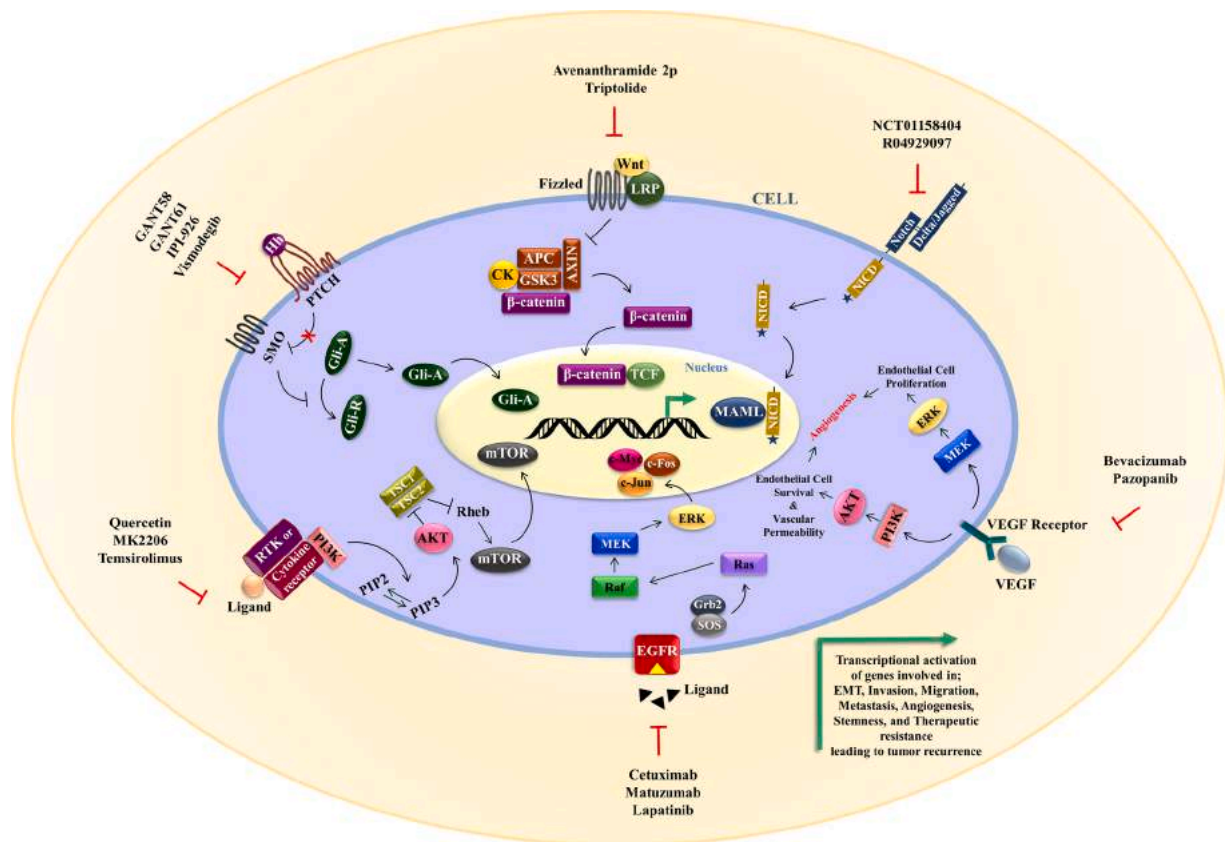 Avenanthramide 2p
Triptolide
NCT01158404
R04929097
Wnt
Fizzled
LRP
CELL
Notch
Delta/Jagged
NICD
GANT58
GANT61
IPI-926
Vismodegib
Hh
PTCH
SMO
APC
AXIN
CK
GSK3
β-catenin
β-catenin
NICD
Gli-A
Gli-A
Gli-R
Nucleus
β-catenin
TCF
Gli-A
MAML
NICD
Endothelial Cell
Proliferation
Angiogenesis
ERK
MEK
mTOR
c-Myc
c-Fos
c-Jun
Endothelial Cell
Survival
&
Vascular
Permeability
AKT
PI3K
Bevacizumab
Pazopanib
VEGF Receptor
VEGF
TSC1
TSC2
Rheb
AKT
mTOR
ERK
MEK
Raf
Ras
Grb2
SOS
Quercetin
MK2206
Temsirolimus
RTK or
Cytokine
receptor
PI3K
Ligand
PIP2
PIP3
EGFR
Ligand
Cetuximab
Matuzumab
Lapatinib
Transcriptional activation
of genes involved in;
EMT, Invasion, Migration,
Metastasis, Angiogenesis,
Stemness, and Therapeutic
resistance
leading to tumor recurrence